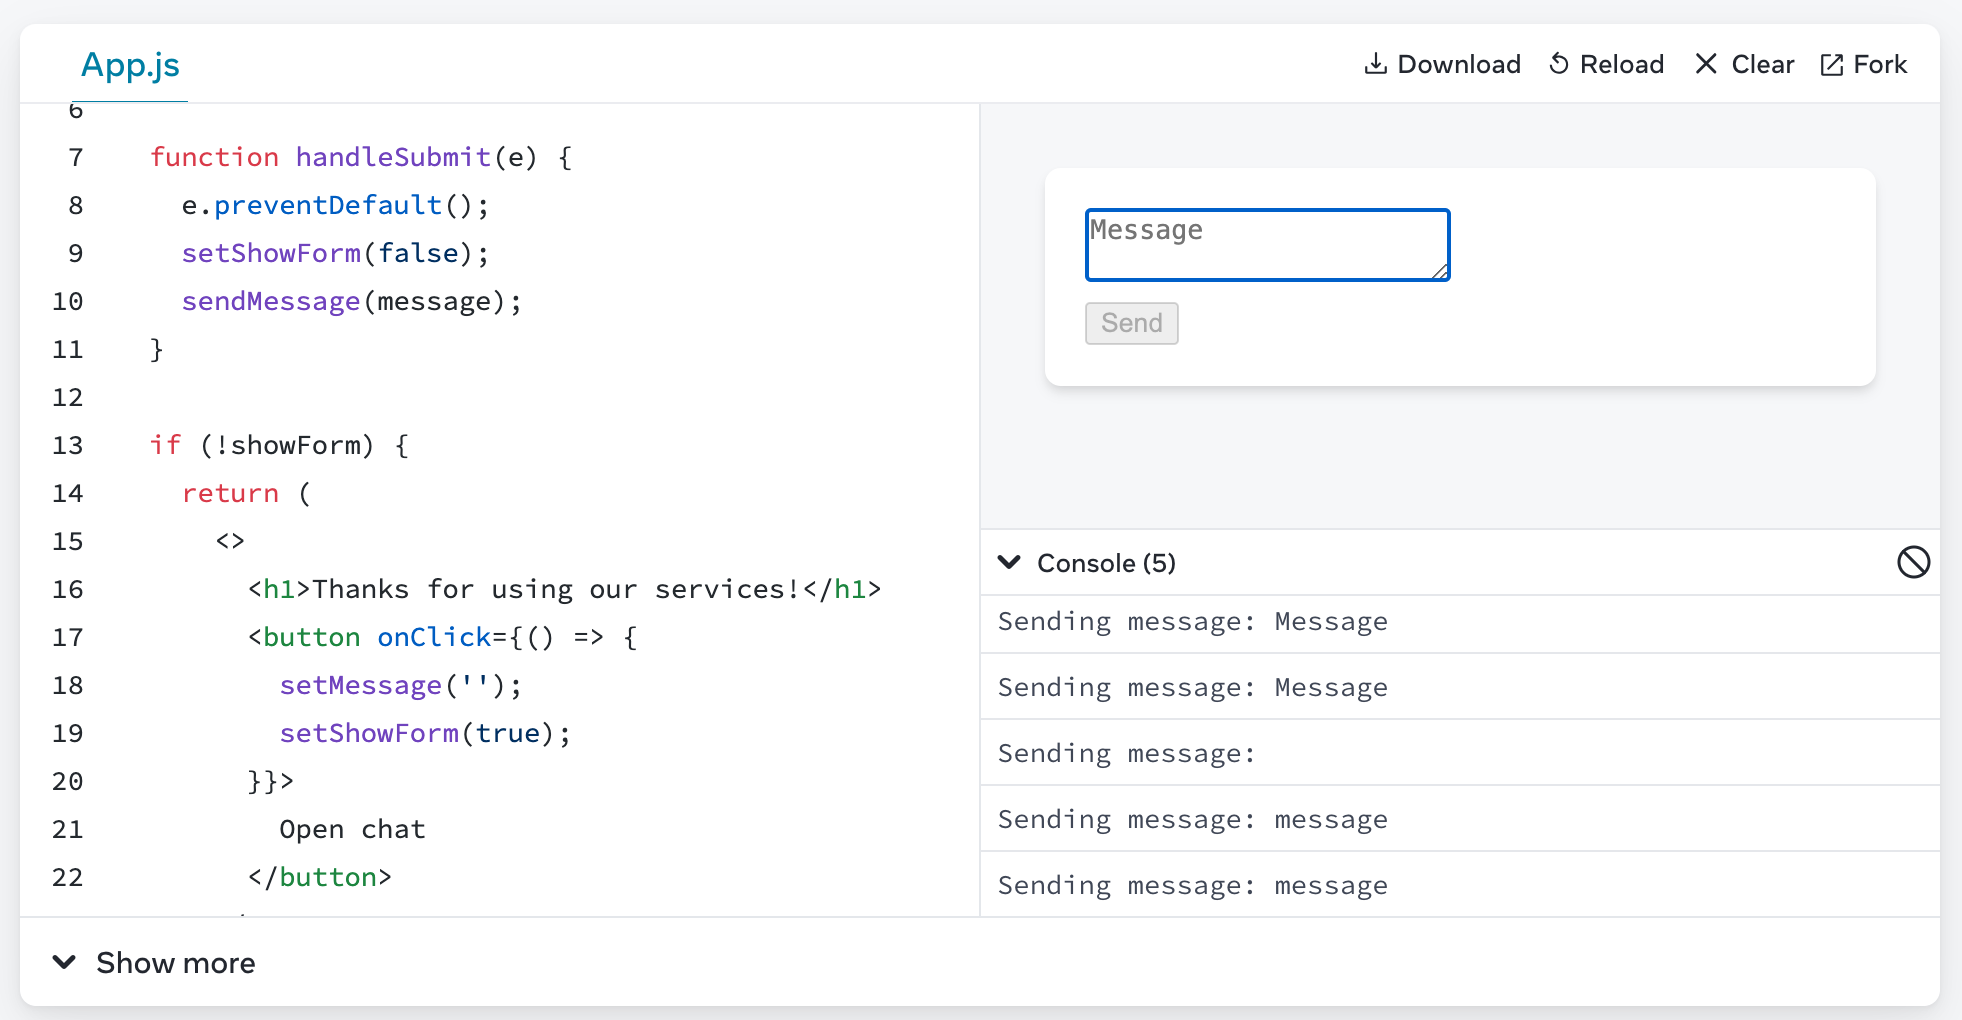 App.js
Download Reload Clear Fork
6
7 function handleSubmit(e) {
8 e.preventDefault();
9 setShowForm(false);
10 sendMessage(message);
11 }
12
13 if (!showForm) {
14 return (
15 <>
16 <h1>Thanks for using our services!</h1>
17 <button onClick={() => {
18 setMessage('');
19 setShowForm(true);
20 }}>
21 Open chat
22 </button>
Show more
Message
Send
Console (5)
Sending message: Message
Sending message: Message
Sending message:
Sending message: message
Sending message: message